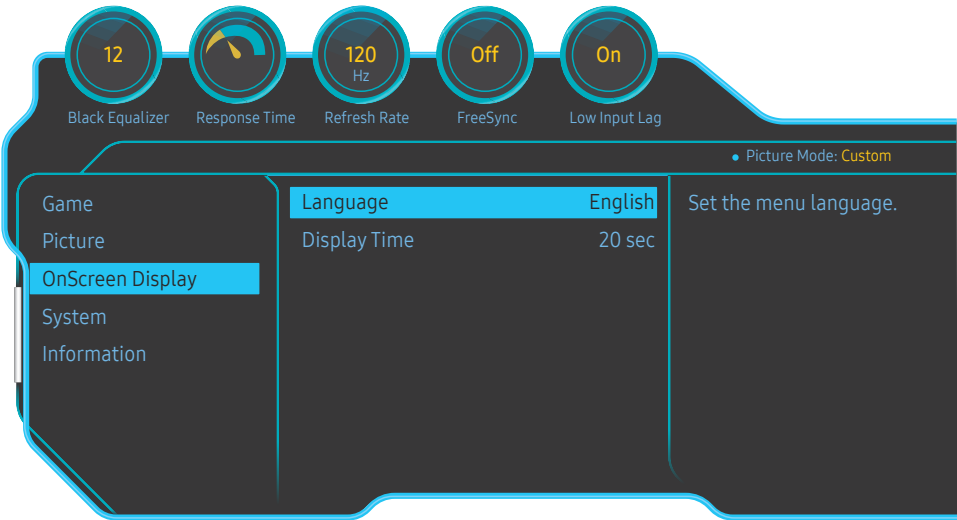 12
120
Hz
Off
On
Black Equalizer
Response Time
Refresh Rate
FreeSync
Low Input Lag
Picture Mode: Custom
Game
Picture
OnScreen Display
System
Information
Language English
Display Time 20 sec
Set the menu language.